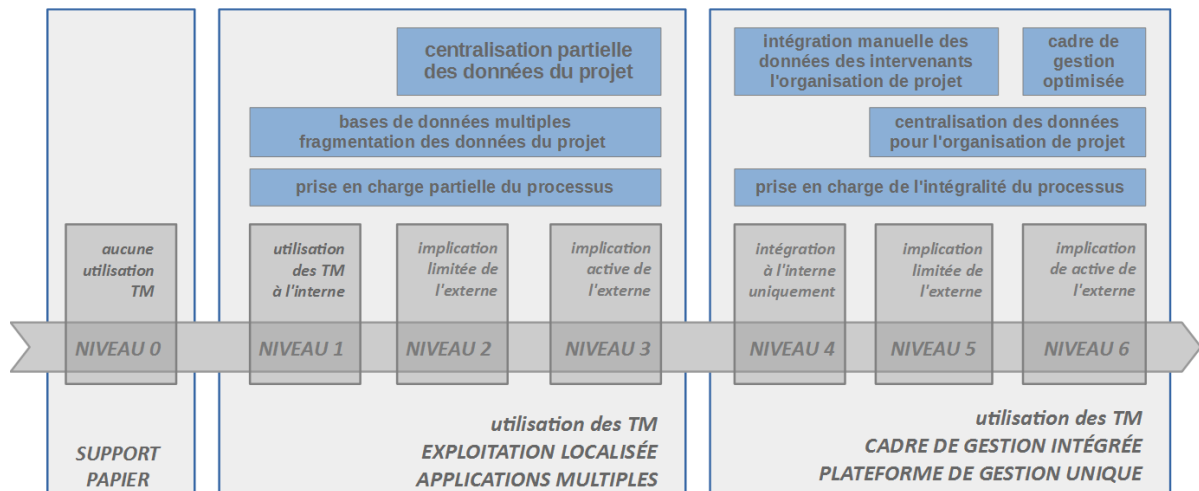 centralisation partielle
des données du projet
bases de données multiples
fragmentation des données du projet
prise en charge partielle du processus
intégration manuelle des
données des intervenants
l'organisation de projet
cadre de
gestion
optimisée
centralisation des données
pour l'organisation de projet
prise en charge de l'intégralité du processus
aucune
utilisation
TM
utilisation
des TM
à l'interne
implication
limitée de
l'externe
implication
active de
l'externe
intégration
à l'interne
uniquement
implication
limitée de
l'externe
implication
de active de
l'externe
NIVEAU 0
NIVEAU 1
NIVEAU 2
NIVEAU 3
NIVEAU 4
NIVEAU 5
NIVEAU 6
SUPPORT
PAPIER
utilisation des TM
EXPLOITATION LOCALISÉE
APPLICATIONS MULTIPLES
utilisation des TM
CADRE DE GESTION INTÉGRÉE
PLATEFORME DE GESTION UNIQUE